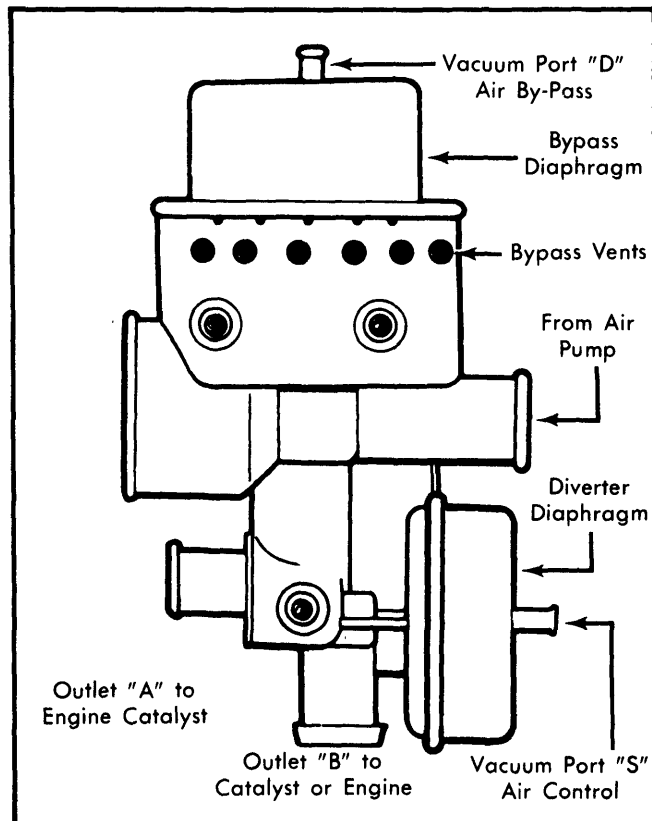 Vacuum Port "D"
Air By-Pass
Bypass
Diaphragm
Bypass Vents
From Air
Pump
Diverter
Diaphragm
Outlet "A" to
Engine Catalyst
Outlet "B" to
Catalyst or Engine
Vacuum Port "S"
Air Control